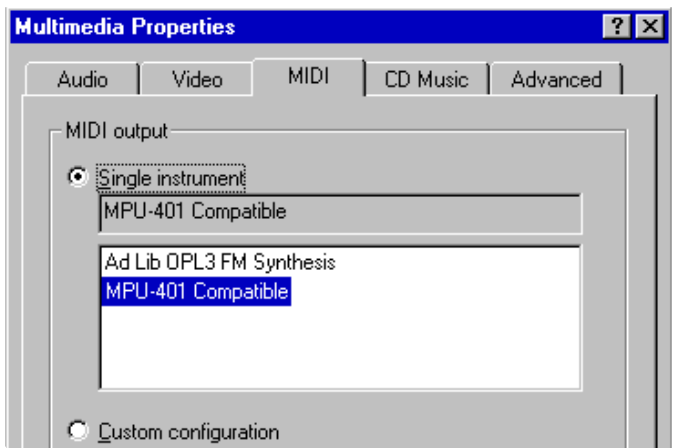 Multimedia Properties ? ×
Audio Video MIDI CD Music Advanced
MIDI output
Single instrument
MPU-401 Compatible
Ad Lib OPL3 FM Synthesis
MPU-401 Compatible
Custom configuration